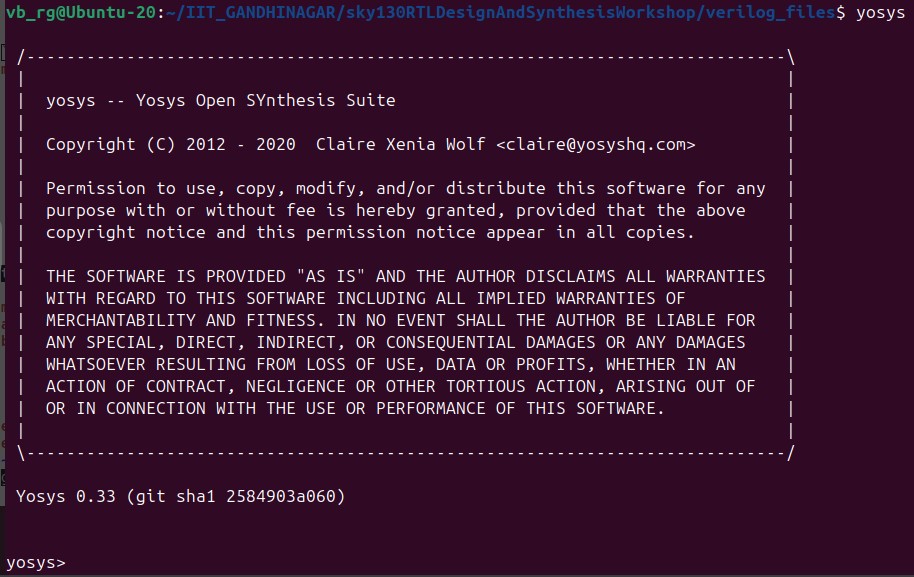 vb_rg@Ubuntu-20:~/IIT_GANDHINAGAR/sky130RTLDesignAndSynthesisWorkshop/verilog_files$ yosys
/----------------------------------------------------------------------------\
|                                                                            |
|  yosys -- Yosys Open SYnthesis Suite                                       |
|                                                                            |
|  Copyright (C) 2012 - 2020  Claire Xenia Wolf <claire@yosyshq.com>         |
|                                                                            |
|  Permission to use, copy, modify, and/or distribute this software for any  |
|  purpose with or without fee is hereby granted, provided that the above    |
|  copyright notice and this permission notice appear in all copies.         |
|                                                                            |
|  THE SOFTWARE IS PROVIDED "AS IS" AND THE AUTHOR DISCLAIMS ALL WARRANTIES  |
|  WITH REGARD TO THIS SOFTWARE INCLUDING ALL IMPLIED WARRANTIES OF          |
|  MERCHANTABILITY AND FITNESS. IN NO EVENT SHALL THE AUTHOR BE LIABLE FOR   |
|  ANY SPECIAL, DIRECT, INDIRECT, OR CONSEQUENTIAL DAMAGES OR ANY DAMAGES    |
|  WHATSOEVER RESULTING FROM LOSS OF USE, DATA OR PROFITS, WHETHER IN AN     |
|  ACTION OF CONTRACT, NEGLIGENCE OR OTHER TORTIOUS ACTION, ARISING OUT OF   |
|  OR IN CONNECTION WITH THE USE OR PERFORMANCE OF THIS SOFTWARE.            |
|                                                                            |
\----------------------------------------------------------------------------/
Yosys 0.33 (git sha1 2584903a060)
yosys>